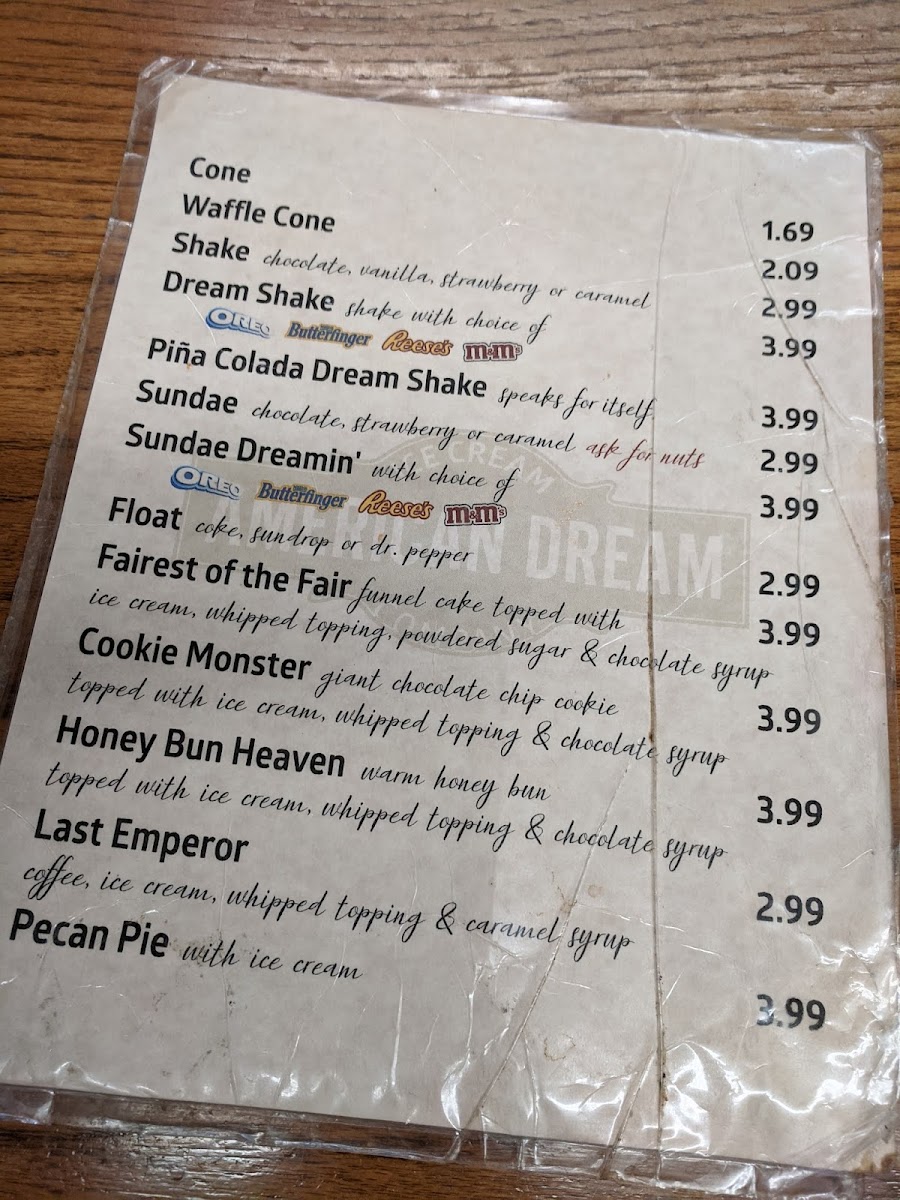 Cone 1.69
Waffle Cone 2.09
Shake chocolate, vanilla, strawberry or caramel 2.99
Dream Shake shake with choice of 3.99
OREO Butterfinger Reese's m&m's
Piña Colada Dream Shake speaks for itself 3.99
Sundae chocolate, strawberry or caramel ask for nuts 2.99
Sundae Dreamin' with choice of 3.99
OREO Butterfinger Reese's m&m's
Float coke, sundrop or dr. pepper 2.99
Fairest of the Fair funnel cake topped with 3.99
ice cream, whipped topping, powdered sugar & chocolate syrup
Cookie Monster giant chocolate chip cookie 3.99
topped with ice cream, whipped topping & chocolate syrup
Honey Bun Heaven warm honey bun 3.99
topped with ice cream, whipped topping & chocolate syrup
Last Emperor 2.99
coffee, ice cream, whipped topping & caramel syrup
Pecan Pie with ice cream 3.99
ICE CREAM
AMERICAN DREAM